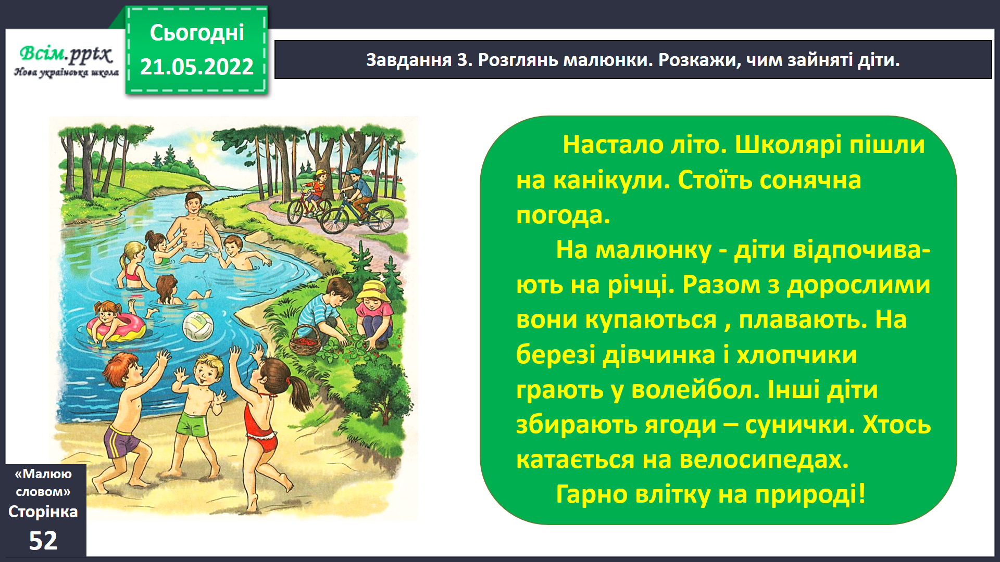 Сьогодні
21.05.2022
Всім.pptx
Нова українська школа
Завдання 3. Розглянь малюнки. Розкажи, чим зайняті діти.
Настало літо. Школярі пішли
на канікули. Стоїть сонячна
погода.
На малюнку - діти відпочива-
ють на річці. Разом з дорослими
вони купаються , плавають. На
березі дівчинка і хлопчики
грають у волейбол. Інші діти
збирають ягоди – сунички. Хтось
катається на велосипедах.
Гарно влітку на природі!
«Малюю
словом»
Сторінка
52